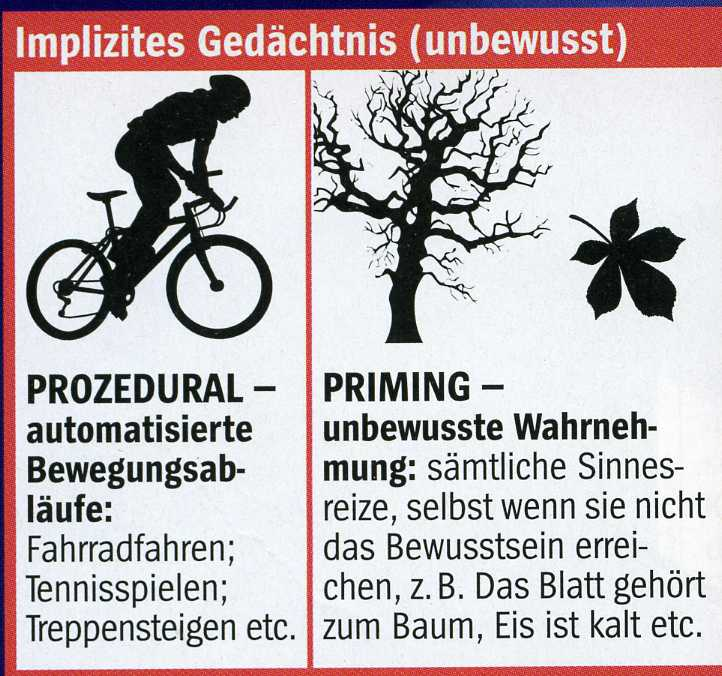 Implizites Gedächtnis (unbewusst)
PROZEDURAL –
automatisierte
Bewegungsab-
läufe:
Fahrradfahren;
Tennisspielen;
Treppensteigen etc.
PRIMING –
unbewusste Wahrneh-
mung: sämtliche Sinnes-
reize, selbst wenn sie nicht
das Bewusstsein errei-
chen, z. B. Das Blatt gehört
zum Baum, Eis ist kalt etc.